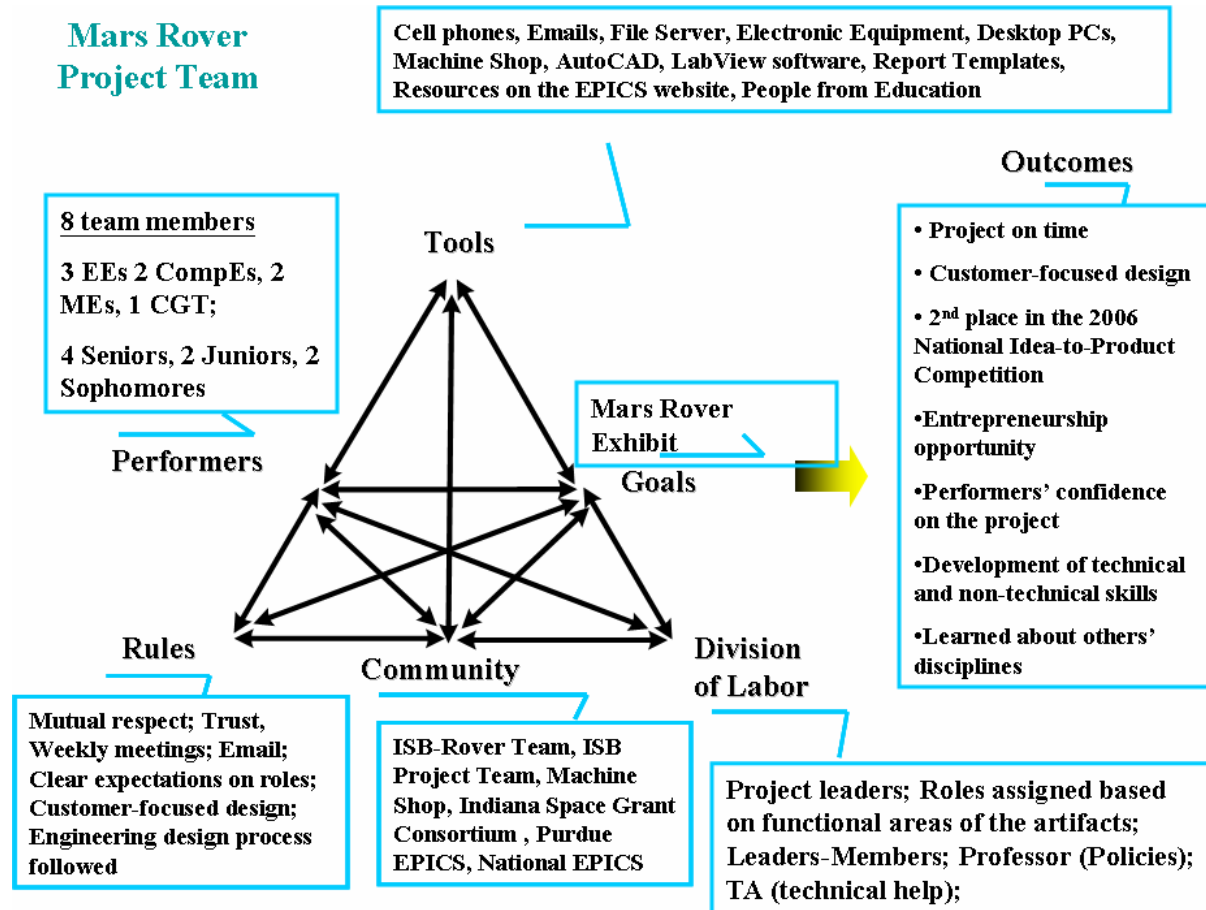 Mars Rover
Project Team
Cell phones, Emails, File Server, Electronic Equipment, Desktop PCs,
Machine Shop, AutoCAD, LabView software, Report Templates,
Resources on the EPICS website, People from Education
Outcomes
8 team members
3 EEs 2 CompEs, 2
MEs, 1 CGT;
4 Seniors, 2 Juniors, 2
Sophomores
Performers
Tools
Mars Rover
Exhibit
Goals
• Project on time
• Customer-focused design
• 2nd place in the 2006
National Idea-to-Product
Competition
•Entrepreneurship
opportunity
•Performers’ confidence
on the project
•Development of technical
and non-technical skills
•Learned about others’
disciplines
Rules
Mutual respect; Trust,
Weekly meetings; Email;
Clear expectations on roles;
Customer-focused design;
Engineering design process
followed
Community
ISB-Rover Team, ISB
Project Team, Machine
Shop, Indiana Space Grant
Consortium , Purdue
EPICS, National EPICS
Division
of Labor
Project leaders; Roles assigned based
on functional areas of the artifacts;
Leaders-Members; Professor (Policies);
TA (technical help);